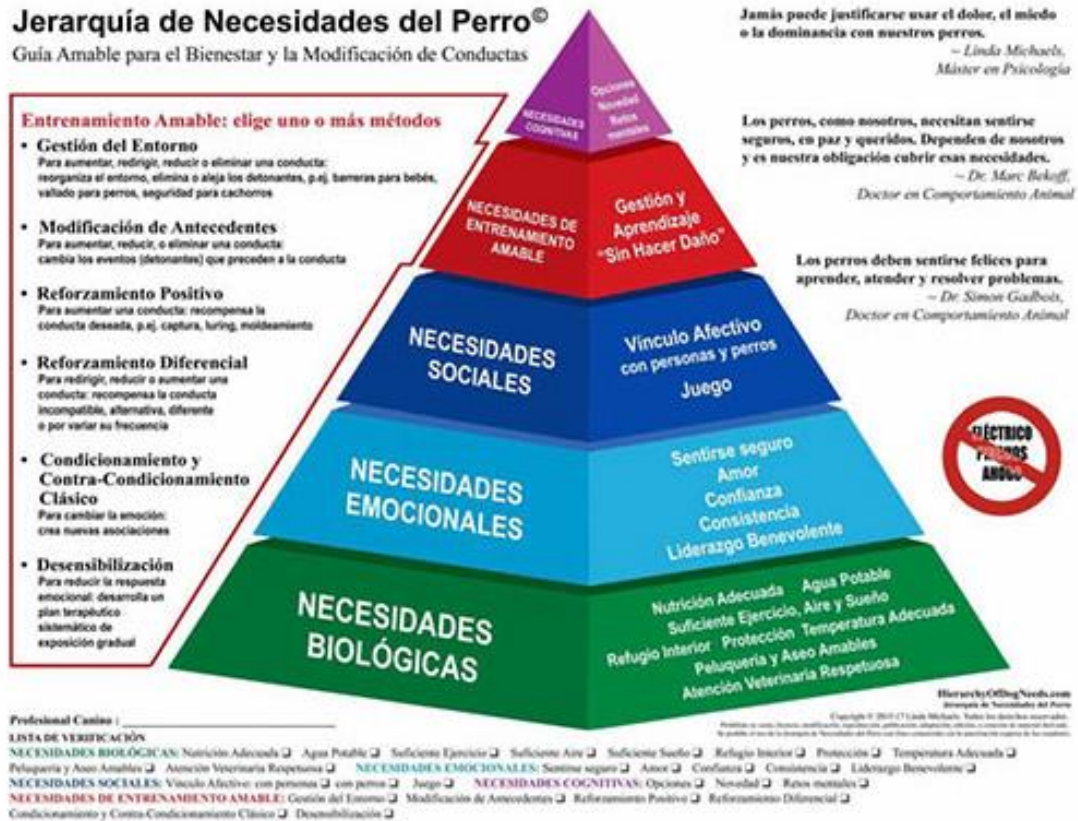 Jerarquía de Necesidades del Perro©
Guía Amable para el Bienestar y la Modificación de Conductas
Jamás puede justificarse usar el dolor, el miedo
o la dominancia con nuestros perros.
~ Linda Michaels,
Máster en Psicología
Los perros, como nosotros, necesitan sentirse
seguros, en paz y queridos. Dependen de nosotros
y es nuestra obligación cubrir esas necesidades.
~ Dr. Marc Bekoff,
Doctor en Comportamiento Animal
Los perros deben sentirse felices para
aprender, atender y resolver problemas.
~ Dr. Simon Gadbois,
Doctor en Comportamiento Animal
Entrenamiento Amable: elige uno o más métodos
• Gestión del Entorno
Para aumentar, redirigir, reducir o eliminar una conducta:
reorganiza el entorno, elimina o aleja los detonantes, p.ej. barreras para bebés,
vallado para perros, seguridad para cachorros
• Modificación de Antecedentes
Para aumentar, reducir, o eliminar una conducta:
cambia los eventos (detonantes) que preceden a la conducta
• Reforzamiento Positivo
Para aumentar una conducta: recompensa la
conducta deseada, p.ej. captura, luring, moldeamiento
• Reforzamiento Diferencial
Para redirigir, reducir o aumentar una
conducta: recompensa la conducta
incompatible, alternativa, diferente
o por variar su frecuencia
• Condicionamiento y
Contra-Condicionamiento
Clásico
Para cambiar la emoción:
crea nuevas asociaciones
• Desensibilización
Para reducir la respuesta
emocional: desarrolla un
plan terapéutico
sistemático de
exposición gradual
NECESIDADES
COGNITIVAS
Opciones
Novedad
Retos
mentales
NECESIDADES DE
ENTRENAMIENTO
AMABLE
Gestión y
Aprendizaje
"Sin Hacer Daño"
NECESIDADES
SOCIALES
Vínculo Afectivo
con personas y perros
Juego
NECESIDADES
EMOCIONALES
Sentirse seguro
Amor
Confianza
Consistencia
Liderazgo Benevolente
NECESIDADES
BIOLÓGICAS
Nutrición Adecuada Agua Potable
Suficiente Ejercicio, Aire y Sueño
Refugio Interior Protección Temperatura Adecuada
Peluquería y Aseo Amables
Atención Veterinaria Respetuosa
ELÉCTRICO
HierarchyOfDogNeeds.com
Jerarquía de Necesidades del Perro
Copyright © 2015-17 Linda Michaels. Todos los derechos reservados.
Profesional Canino :
LISTA DE VERIFICACIÓN
NECESIDADES BIOLÓGICAS: Nutrición Adecuada ❑ Agua Potable ❑ Suficiente Ejercicio ❑ Suficiente Aire ❑ Suficiente Sueño ❑ Refugio Interior ❑ Protección ❑ Temperatura Adecuada ❑
Peluquería y Aseo Amables ❑ Atención Veterinaria Respetuosa ❑ NECESIDADES EMOCIONALES: Sentirse seguro ❑ Amor ❑ Confianza ❑ Consistencia ❑ Liderazgo Benevolente ❑
NECESIDADES SOCIALES: Vínculo Afectivo: con personas ❑ con perros ❑ Juego ❑ NECESIDADES COGNITIVAS: Opciones ❑ Novedad ❑ Retos mentales ❑
NECESIDADES DE ENTRENAMIENTO AMABLE: Gestión del Entorno ❑ Modificación de Antecedentes ❑ Reforzamiento Positivo ❑ Reforzamiento Diferencial ❑
Condicionamiento y Contra-Condicionamiento Clásico ❑ Desensibilización ❑